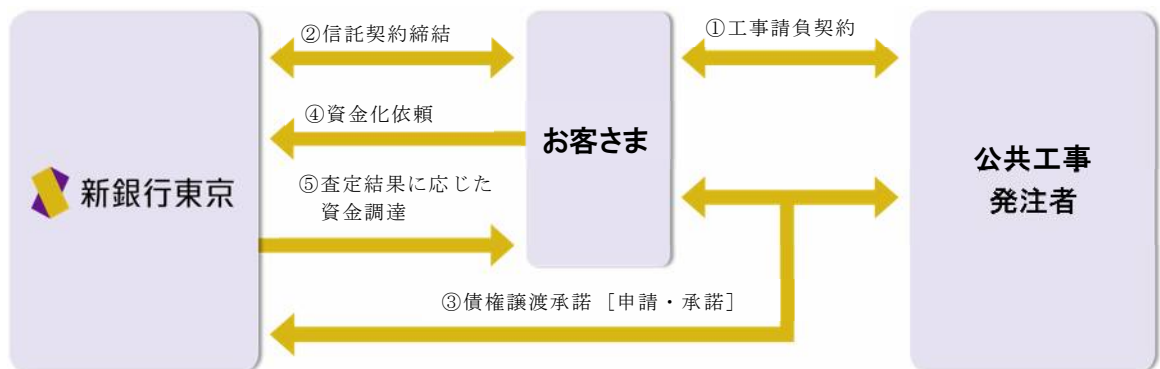 ②信託契約締結
①工事請負契約
④資金化依頼
お客さま
公共工事
発注者
新銀行東京
⑤査定結果に応じた
資金調達
③債権譲渡承諾［申請・承諾］